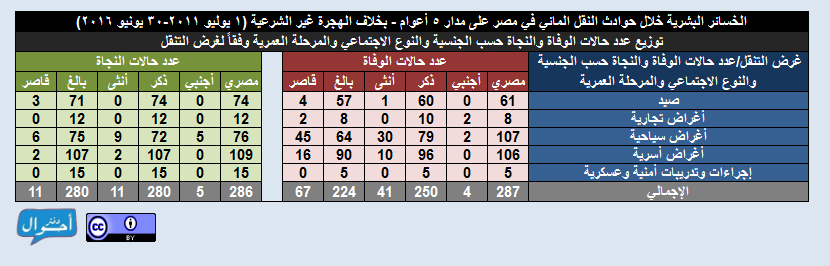 الخسائر البشرية خلال حوادث النقل المائي في مصر على مدار ٥ أعوام - بخلاف الهجرة غير الشرعية (١ يوليو ٢٠١١-٣٠ يونيو ٢٠١٦)
توزيع عدد حالات الوفاة والنجاة حسب الجنسية والنوع الاجتماعي والمرحلة العمرية وفقاً لغرض التنقل
غرض التنقل/عدد حالات الوفاة والنجاة حسب الجنسية والنوع الاجتماعي والمرحلة العمرية عدد حالات الوفاة عدد حالات النجاة
مصري أجنبي ذكر أنثى بالغ قاصر مصري أجنبي ذكر أنثى بالغ قاصر
صيد 61 0 60 1 57 4 74 0 74 0 71 3
أغراض تجارية 8 2 10 0 8 2 12 0 12 0 12 0
أغراض سياحية 107 2 79 30 64 45 76 5 72 9 75 6
أغراض أسرية 106 0 96 10 90 16 109 0 107 2 107 2
إجراءات وتدريبات أمنية وعسكرية 5 0 5 0 5 0 15 0 15 0 15 0
الإجمالي 287 4 250 41 224 67 286 5 280 11 280 11
دفتر أحوال
cc
BY